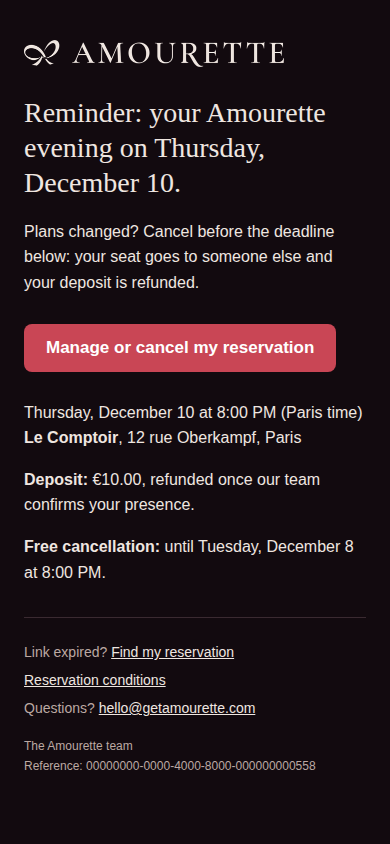 AMOURETTE
Reminder: your Amourette
evening on Thursday,
December 10.
Plans changed? Cancel before the deadline
below: your seat goes to someone else and
your deposit is refunded.
Manage or cancel my reservation
Thursday, December 10 at 8:00 PM (Paris time)
Le Comptoir, 12 rue Oberkampf, Paris
Deposit: €10.00, refunded once our team
confirms your presence.
Free cancellation: until Tuesday, December 8
at 8:00 PM.
Link expired? Find my reservation
Reservation conditions
Questions? hello@getamourette.com
The Amourette team
Reference: 00000000-0000-4000-8000-000000000558